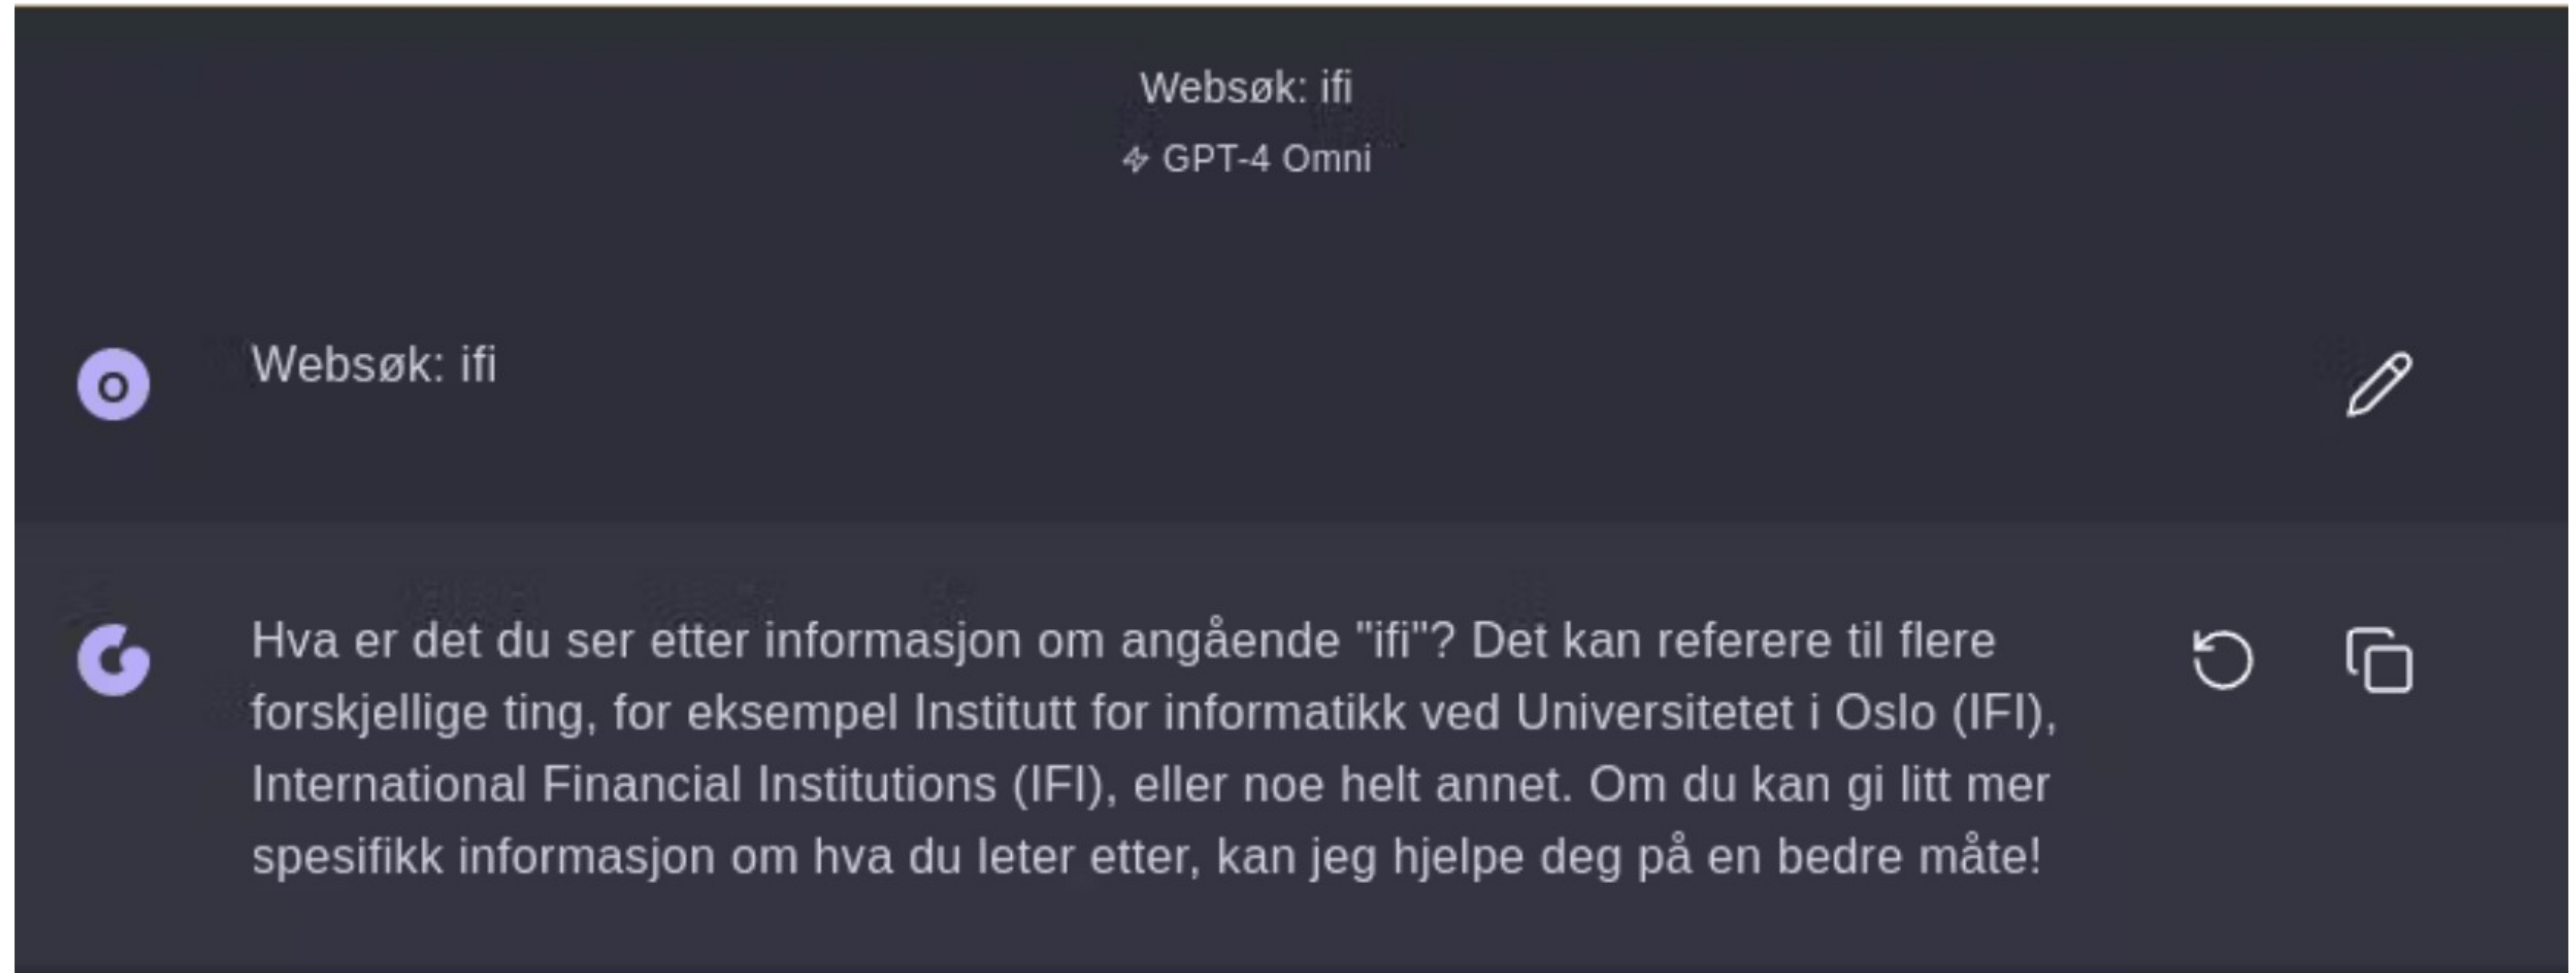 Websøk: ifi
GPT-4 Omni
O
Websøk: ifi
Hva er det du ser etter informasjon om angående "ifi"? Det kan referere til flere
forskjellige ting, for eksempel Institutt for informatikk ved Universitetet i Oslo (IFI),
International Financial Institutions (IFI), eller noe helt annet. Om du kan gi litt mer
spesifikk informasjon om hva du leter etter, kan jeg hjelpe deg på en bedre måte!